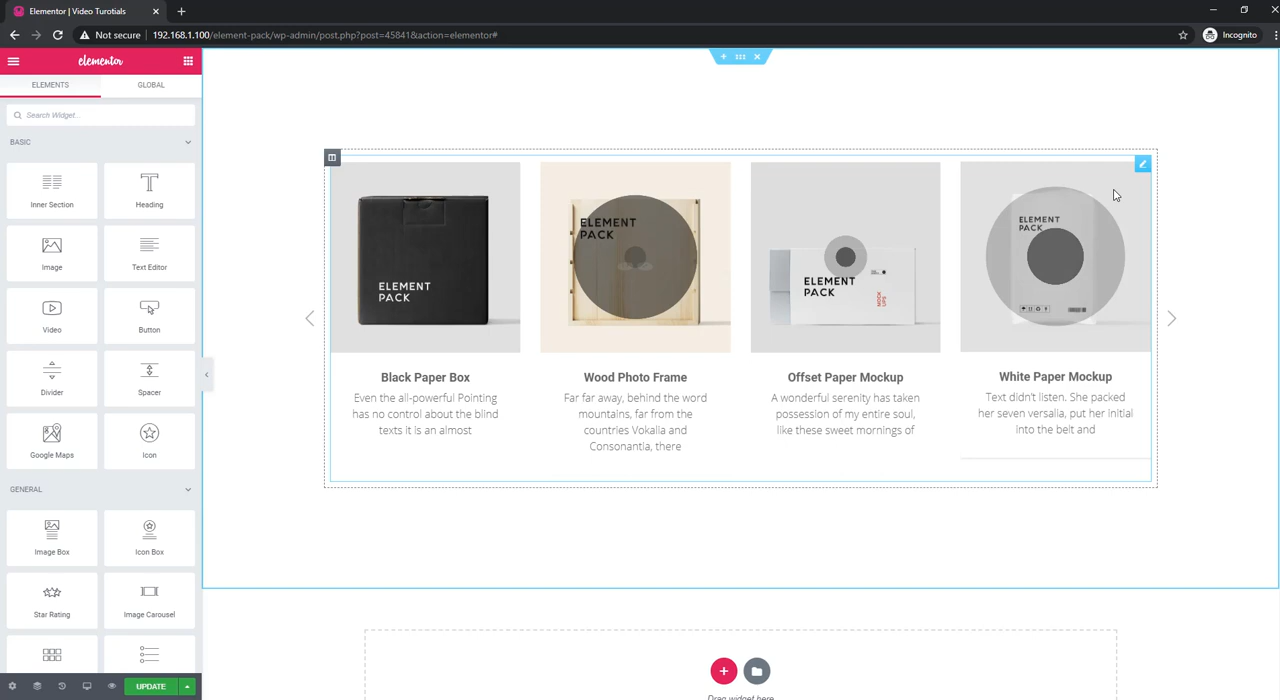 Elementor | Video Turotials
Not secure
192.168.1.100/element-pack/wp-admin/post.php?post=45841&action=elementor#
Incognito
elementor
ELEMENTS
GLOBAL
Search Widget...
BASIC
Inner Section
Heading
Image
Text Editor
Video
Button
Divider
Spacer
Google Maps
Icon
GENERAL
Image Box
Icon Box
Star Rating
Image Carousel
UPDATE
ELEMENT
PACK
ELEMENT
PACK
ELEMENT
PACK
MOCK
UPS
ELEMENT
PACK
Black Paper Box
Even the all-powerful Pointing
has no control about the blind
texts it is an almost
Wood Photo Frame
Far far away, behind the word
mountains, far from the
countries Vokalia and
Consonantia, there
Offset Paper Mockup
A wonderful serenity has taken
possession of my entire soul,
like these sweet mornings of
White Paper Mockup
Text didn't listen. She packed
her seven versalia, put her initial
into the belt and
Drag widget here